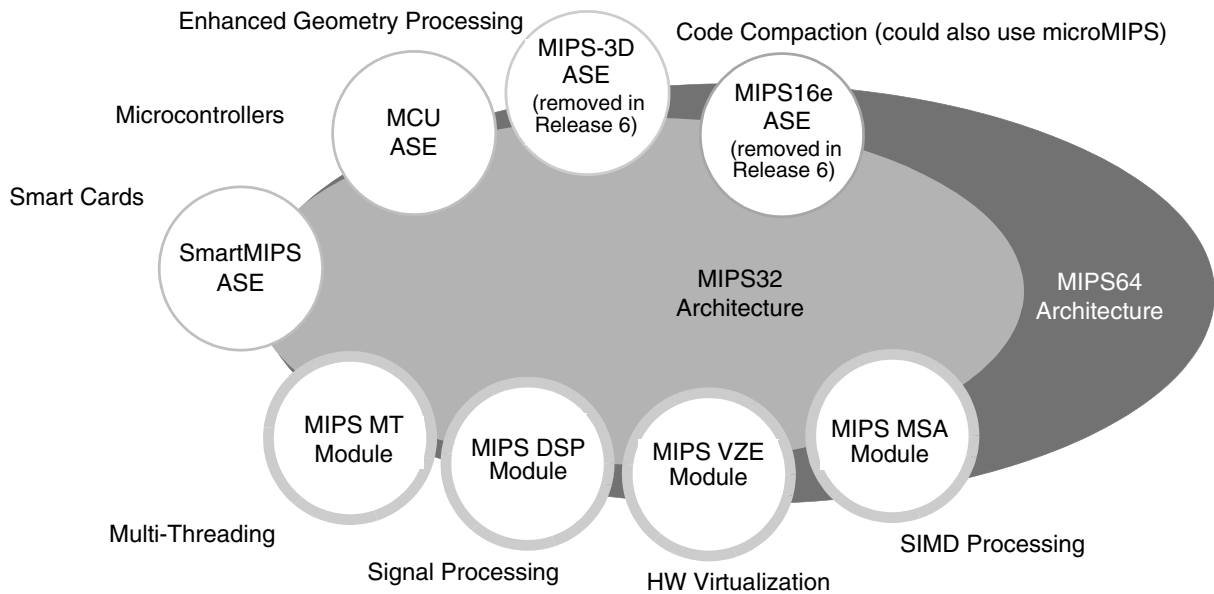 Enhanced Geometry Processing
MIPS-3D
ASE
(removed in
Release 6)
Code Compaction (could also use microMIPS)
MIPS16e
ASE
(removed in
Release 6)
Microcontrollers
MCU
ASE
Smart Cards
SmartMIPS
ASE
MIPS32
Architecture
MIPS64
Architecture
MIPS MT
Module
MIPS DSP
Module
MIPS VZE
Module
MIPS MSA
Module
Multi-Threading
Signal Processing
HW Virtualization
SIMD Processing